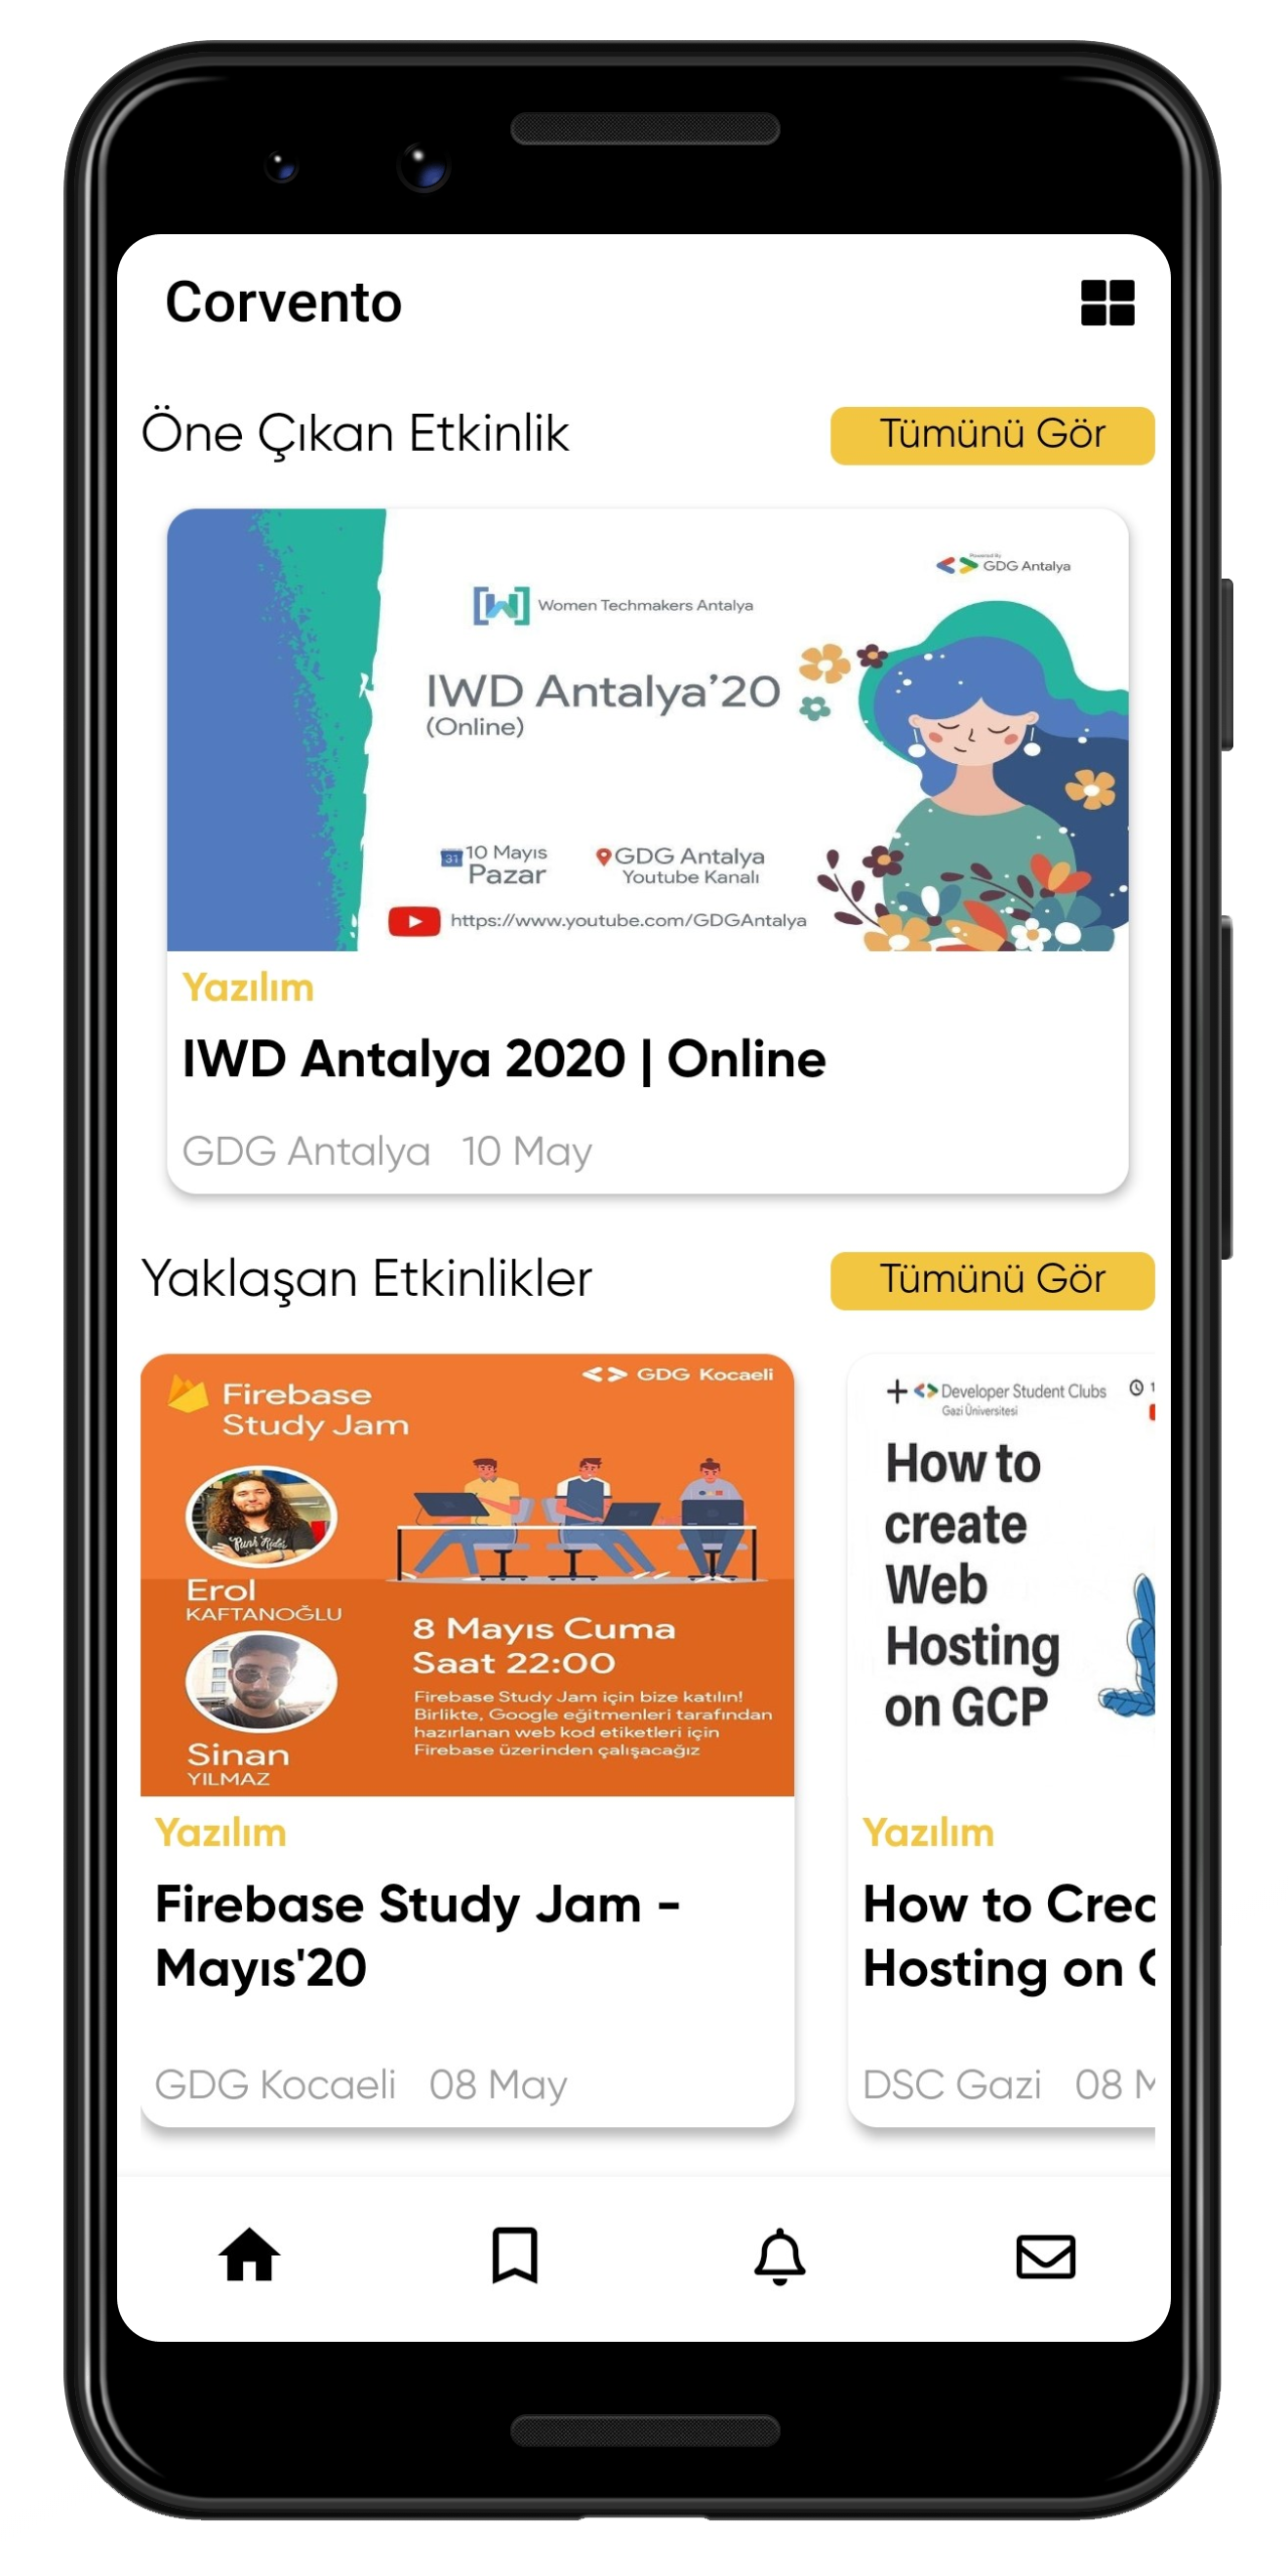 Corvento
Öne Çıkan Etkinlik
Tümünü Gör
Powered By
GDG Antalya
Women Techmakers Antalya
IWD Antalya’20
(Online)
31
10 Mayıs
Pazar
GDG Antalya
Youtube Kanalı
https://www.youtube.com/GDGAntalya
Yazılım
IWD Antalya 2020 | Online
GDG Antalya 10 May
Yaklaşan Etkinlikler
Tümünü Gör
GDG Kocaeli
Firebase
Study Jam
Erol
KAFTANOĞLU
Sinan
YILMAZ
8 Mayıs Cuma
Saat 22:00
Firebase Study Jam için bize katılın!
Birlikte, Google eğitmenleri tarafından
hazırlanan web kod etiketleri için
Firebase üzerinden çalışacağız
Yazılım
Firebase Study Jam -
Mayıs'20
GDG Kocaeli 08 May
Developer Student Clubs
Gazi Üniversitesi
How to
create
Web
Hosting
on GCP
Yazılım
How to
Hosting on
DSC Gazi 08